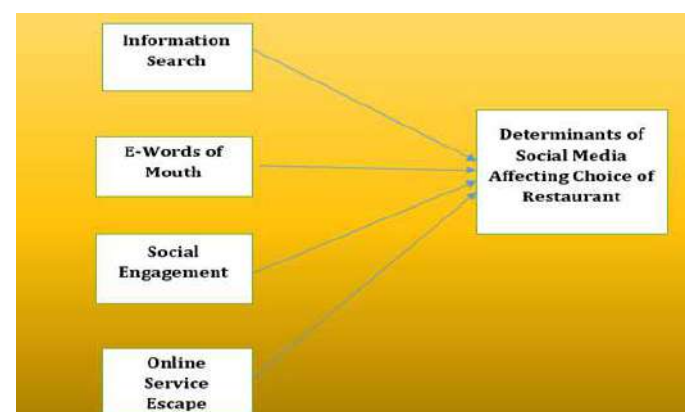 Information
Search
E-Words of
Mouth
Social
Engagement
Online
Service
Escape
Determinants of
Social Media
Affecting Choice of
Restaurant